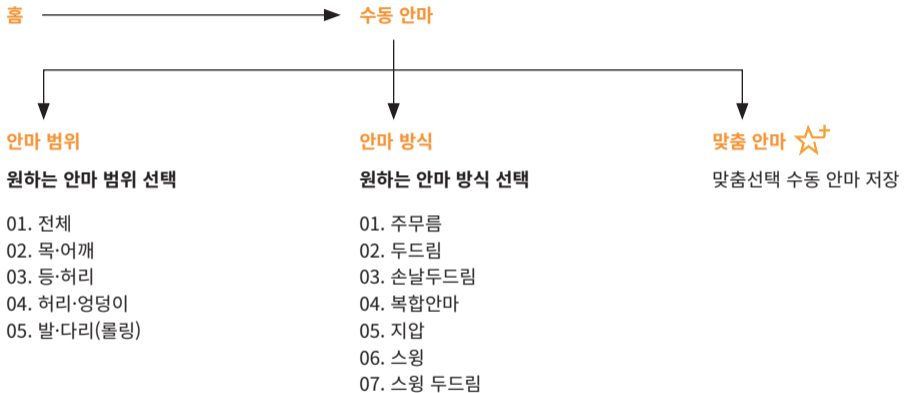 홈
수동 안마
안마 범위
원하는 안마 범위 선택
01. 전체
02. 목·어깨
03. 등·허리
04. 허리·엉덩이
05. 발·다리(롤링)
안마 방식
원하는 안마 방식 선택
01. 주무름
02. 두드림
03. 손날두드림
04. 복합안마
05. 지압
06. 스윙
07. 스윙 두드림
맞춤 안마
맞춤선택 수동 안마 저장